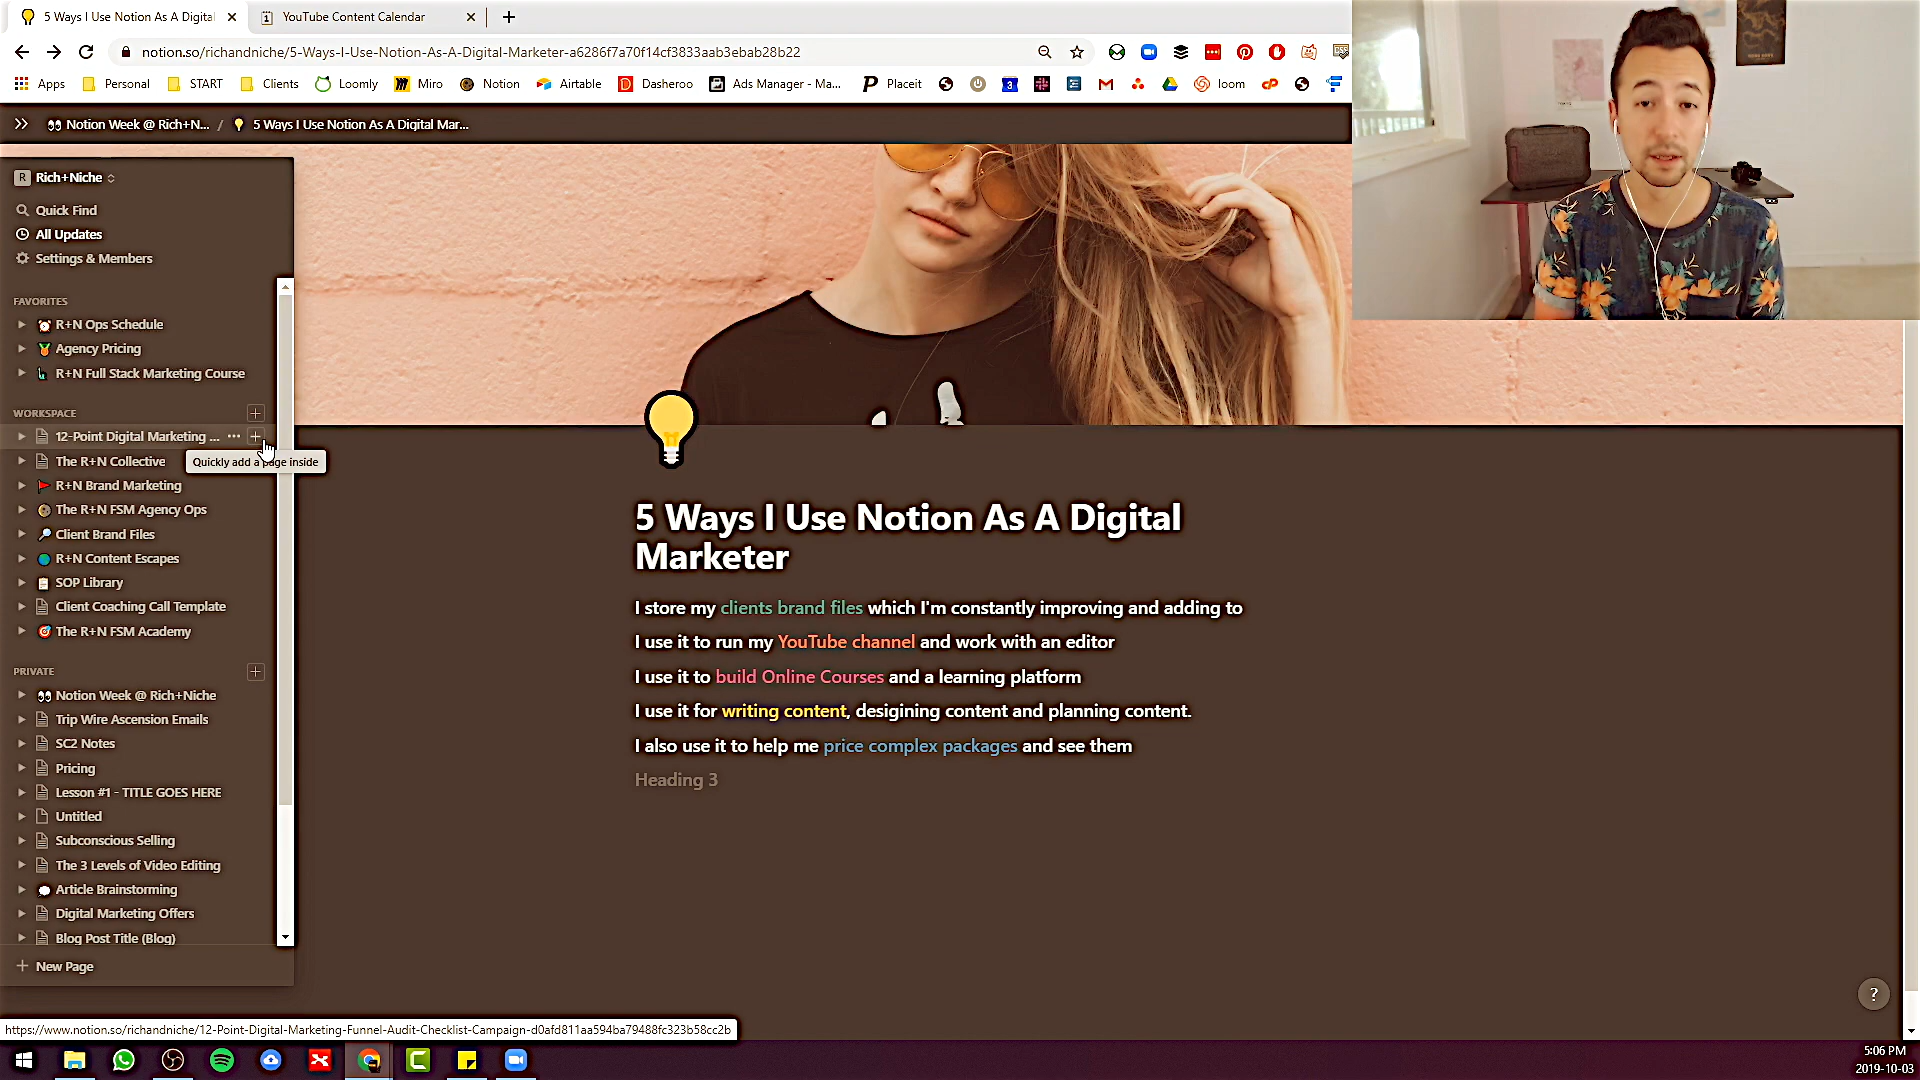 5 Ways I Use Notion As A Digital
YouTube Content Calendar
notion.so/richandniche/5-Ways-I-Use-Notion-As-A-Digital-Marketer-a6286f7a70f14cf3833aab3ebab28b22
Apps
Personal
START
Clients
Loomly
Miro
Notion
Airtable
Dasheroo
Ads Manager - Ma...
Placeit
loom
Notion Week @ Rich+N... / 5 Ways I Use Notion As A Digital Mar...
R Rich+Niche
Quick Find
All Updates
Settings & Members
FAVORITES
R+N Ops Schedule
Agency Pricing
R+N Full Stack Marketing Course
WORKSPACE
12-Point Digital Marketing ...
Quickly add a page inside
The R+N Collective
R+N Brand Marketing
The R+N FSM Agency Ops
Client Brand Files
R+N Content Escapes
SOP Library
Client Coaching Call Template
The R+N FSM Academy
PRIVATE
Notion Week @ Rich+Niche
Trip Wire Ascension Emails
SC2 Notes
Pricing
Lesson #1 - TITLE GOES HERE
Untitled
Subconscious Selling
The 3 Levels of Video Editing
Article Brainstorming
Digital Marketing Offers
Blog Post Title (Blog)
New Page
5 Ways I Use Notion As A Digital
Marketer
I store my clients brand files which I'm constantly improving and adding to
I use it to run my YouTube channel and work with an editor
I use it to build Online Courses and a learning platform
I use it for writing content, desigining content and planning content.
I also use it to help me price complex packages and see them
Heading 3
?
https://www.notion.so/richandniche/12-Point-Digital-Marketing-Funnel-Audit-Checklist-Campaign-d0afd811aa594ba79488fc323b58cc2b
5:06 PM
2019-10-03